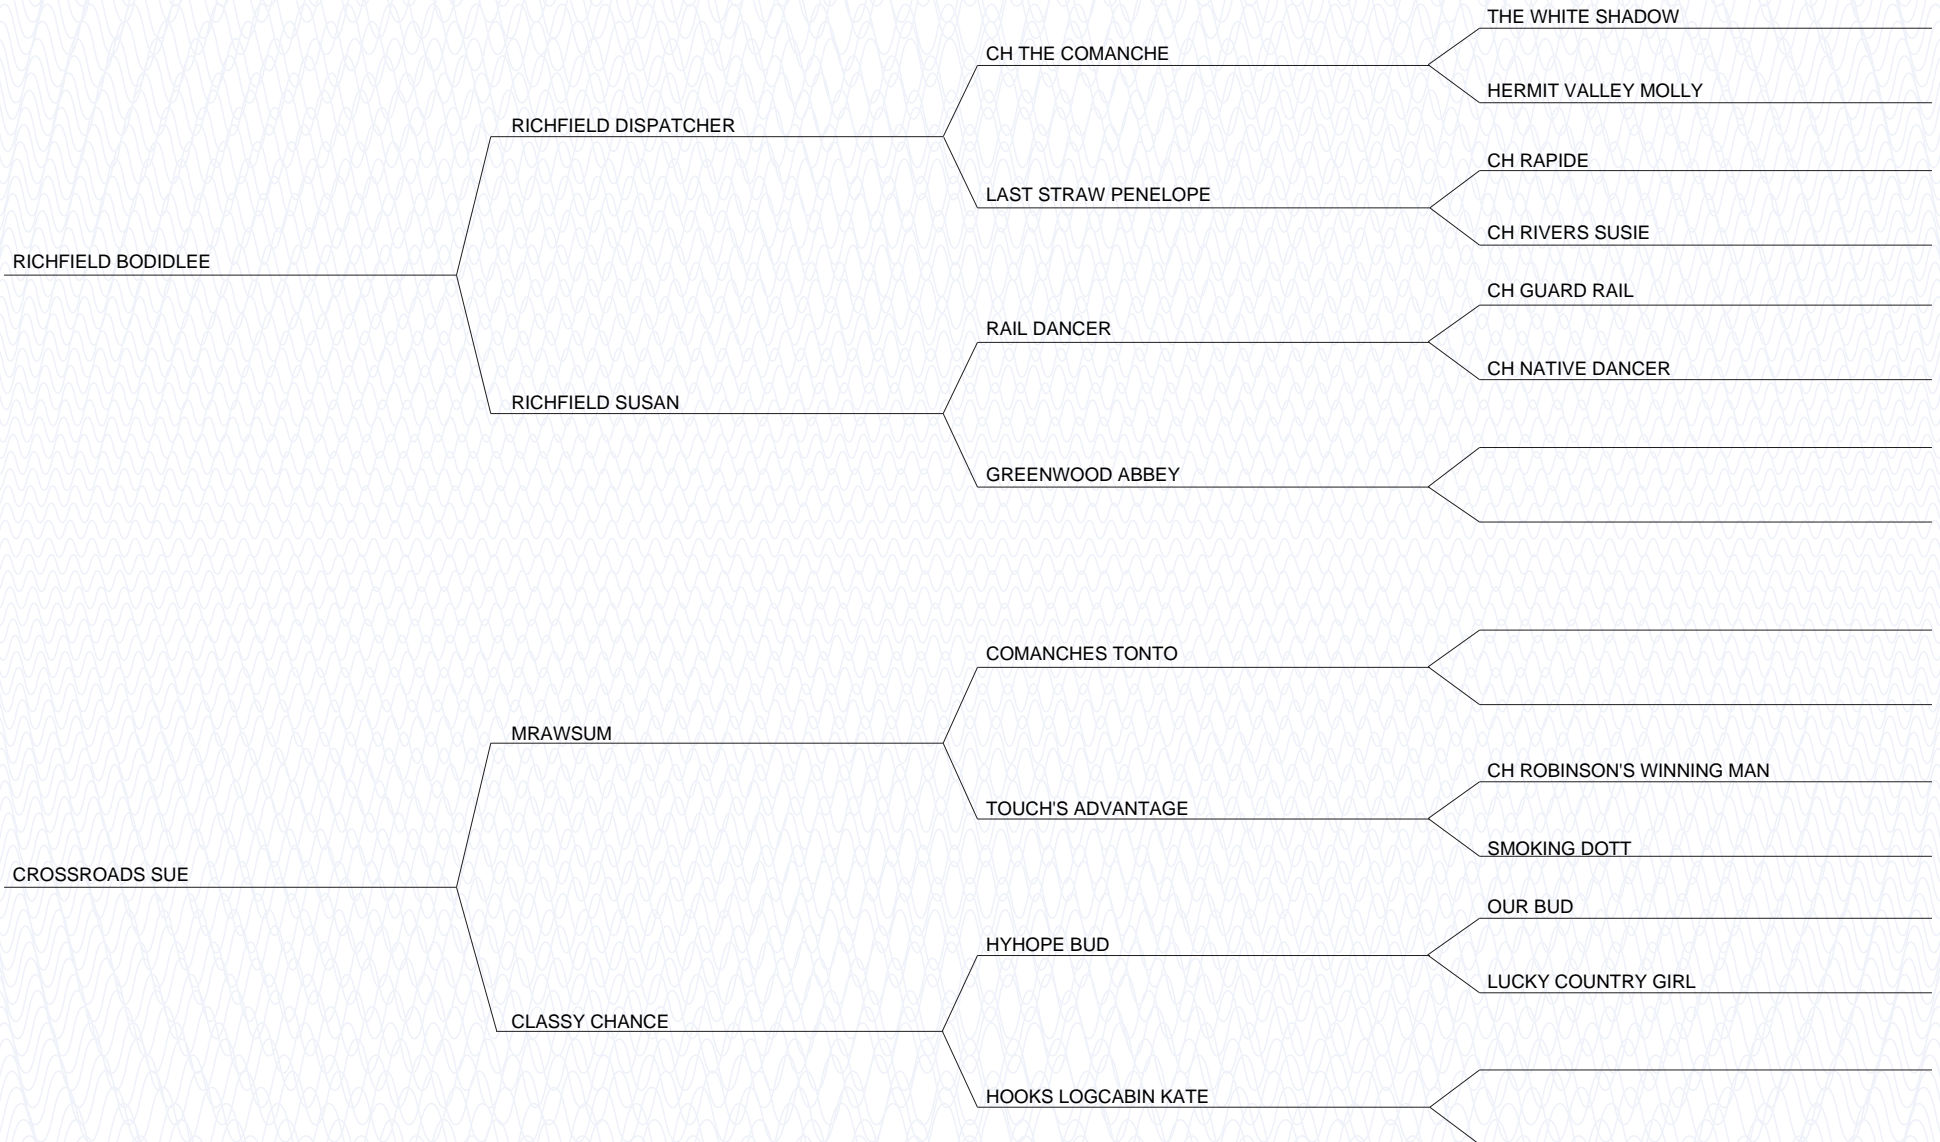 THE WHITE SHADOW
CH THE COMANCHE
HERMIT VALLEY MOLLY
RICHFIELD DISPATCHER
CH RAPIDE
LAST STRAW PENELOPE
CH RIVERS SUSIE
RICHFIELD BODIDLEE
CH GUARD RAIL
RAIL DANCER
CH NATIVE DANCER
RICHFIELD SUSAN
GREENWOOD ABBEY
COMANCHES TONTO
MRAWSUM
CH ROBINSON'S WINNING MAN
TOUCH'S ADVANTAGE
SMOKING DOTT
CROSSROADS SUE
OUR BUD
HYHOPE BUD
LUCKY COUNTRY GIRL
CLASSY CHANCE
HOOKS LOGCABIN KATE